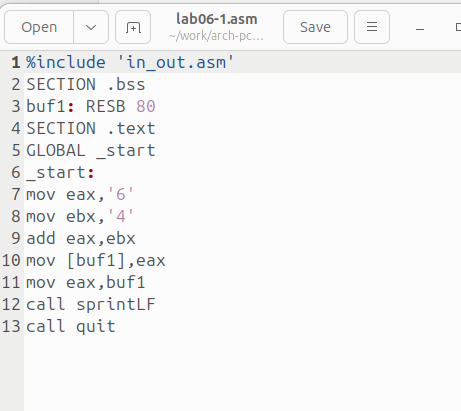 Open
lab06-1.asm
~/work/arch-pc...
Save
1 %include 'in_out.asm'
2 SECTION .bss
3 buf1: RESB 80
4 SECTION .text
5 GLOBAL _start
6 _start:
7 mov eax,'6'
8 mov ebx,'4'
9 add eax,ebx
10 mov [buf1],eax
11 mov eax,buf1
12 call sprintLF
13 call quit